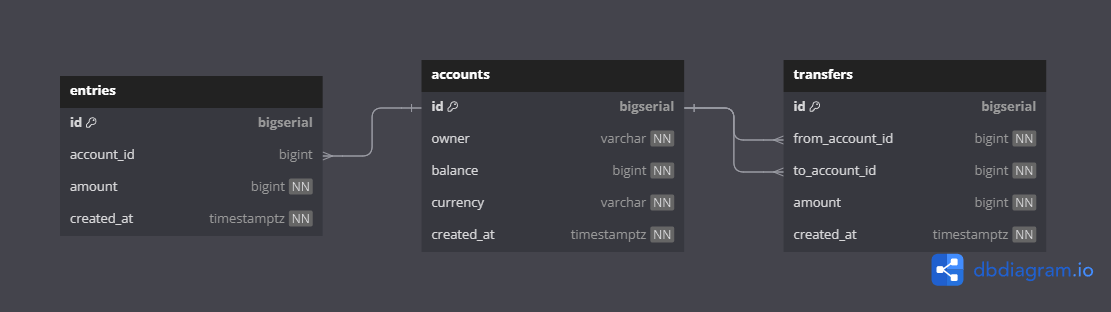 entries
id bigserial
account_id bigint
amount bigint NN
created_at timestamptz NN
accounts
id bigserial
owner varchar NN
balance bigint NN
currency varchar NN
created_at timestamptz NN
transfers
id bigserial
from_account_id bigint NN
to_account_id bigint NN
amount bigint NN
created_at timestamptz NN
dbdiagram.io